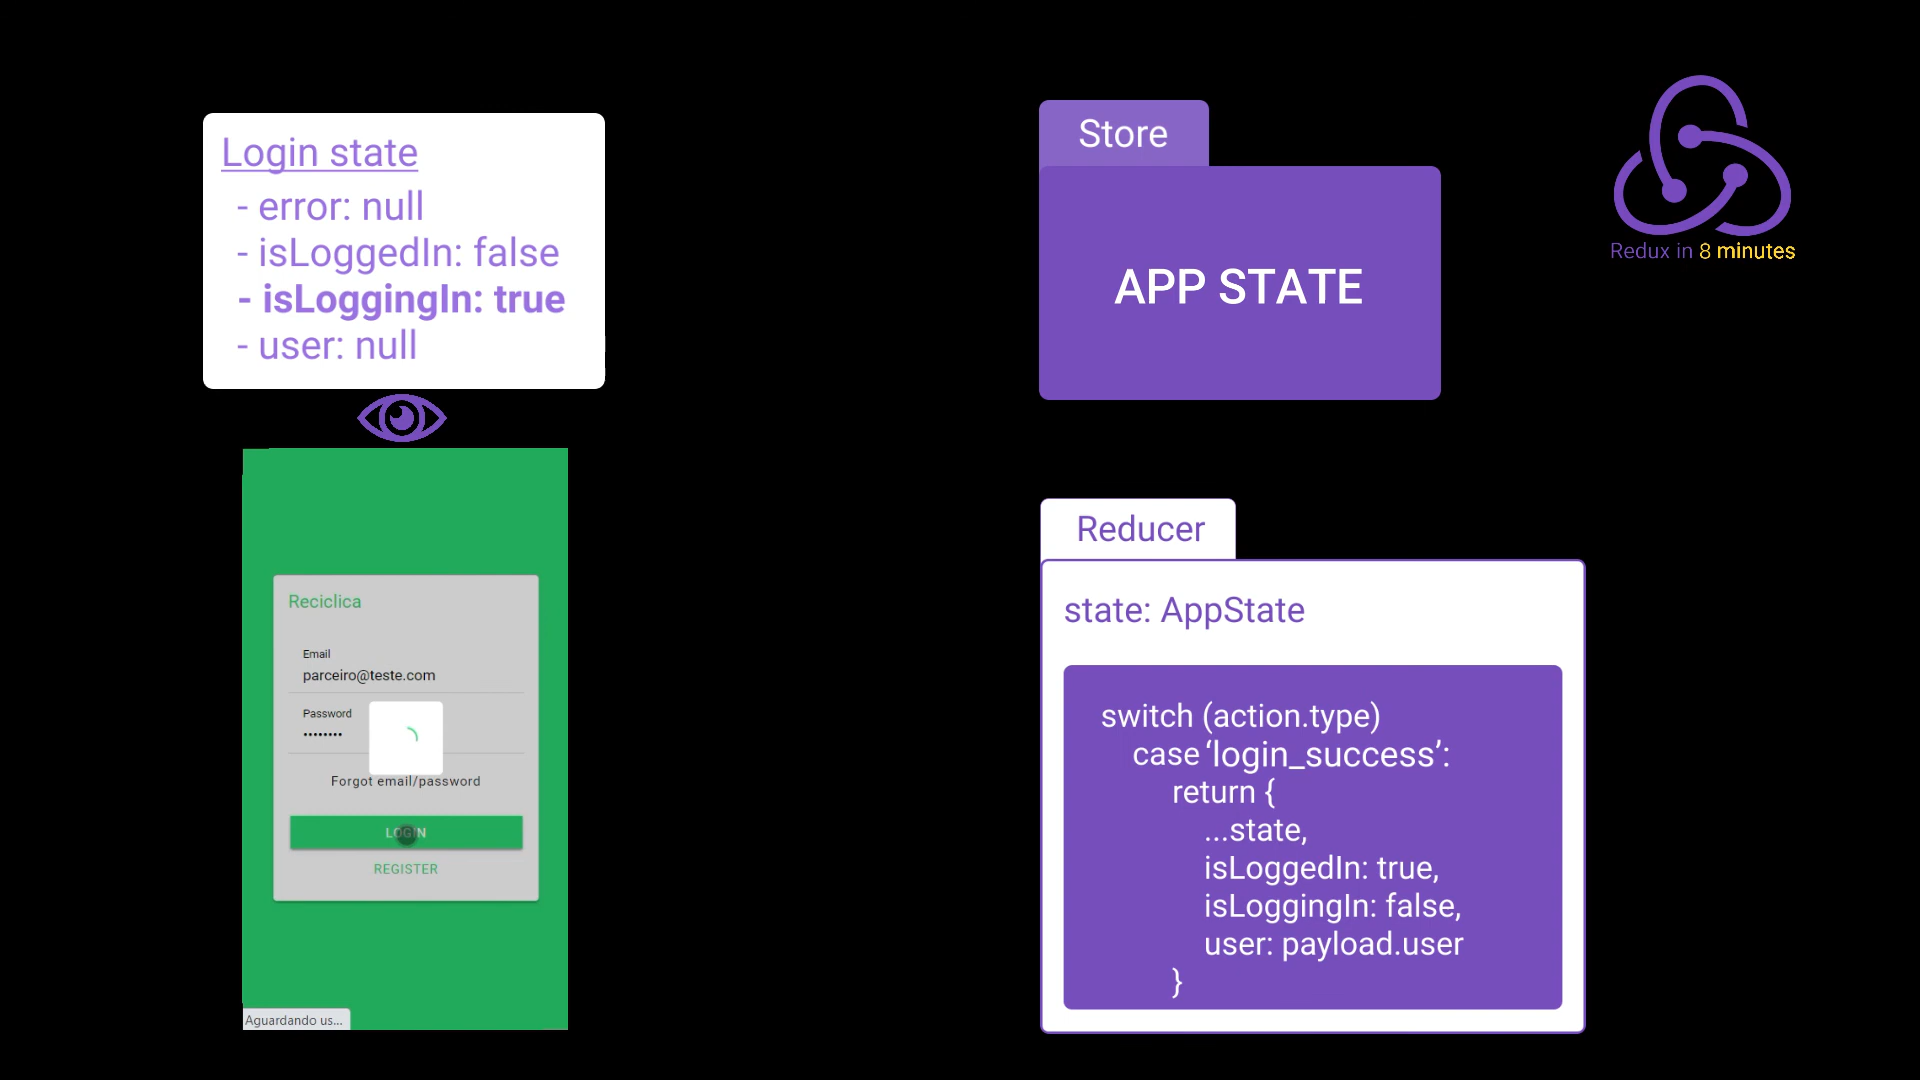 Login state
- error: null
- isLoggedIn: false
- isLoggingIn: true
- user: null
Reciclica
Email
parceiro@teste.com
Password
••••••••
Forgot email/password
LOGIN
REGISTER
Aguardando us...
Store
APP STATE
Redux in 8 minutes
Reducer
state: AppState
switch (action.type)
case ‘login_success’:
return {
...state,
isLoggedIn: true,
isLoggingIn: false,
user: payload.user
}